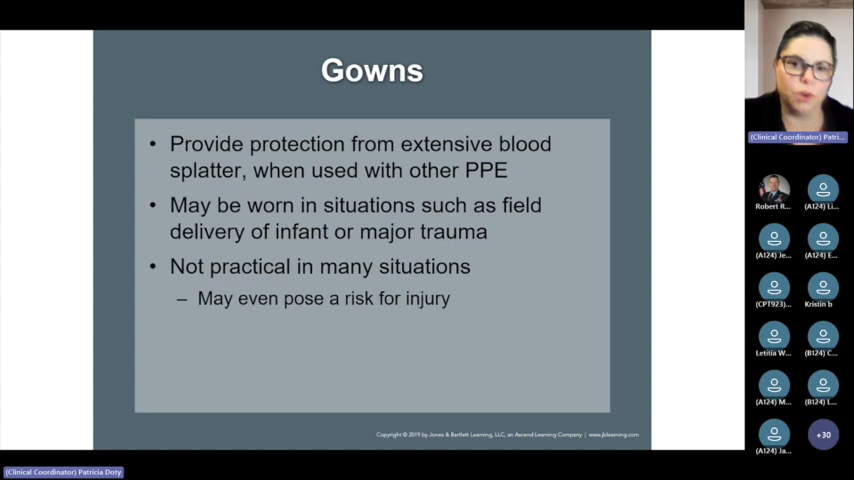 Gowns
• Provide protection from extensive blood
splatter, when used with other PPE
• May be worn in situations such as field
delivery of infant or major trauma
• Not practical in many situations
– May even pose a risk for injury
Copyright © 2019 by Jones & Bartlett Learning, LLC, an Ascend Learning Company | www.jblearning.com
(Clinical Coordinator) Patri...
Robert R...
(A124) Li...
(A124) Je...
(A124) E...
(CPT923)...
Kristin b
Letitia W...
(B124) C...
(A124) M...
(B124) L...
(A124) Ja...
+30
(Clinical Coordinator) Patricia Doty